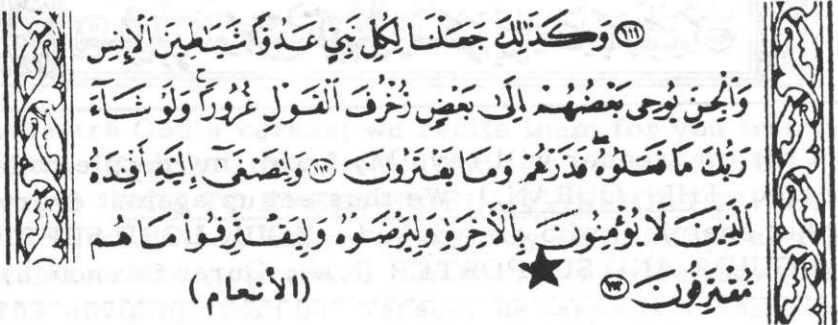 ﴿١١١﴾ وَكَذَٰلِكَ جَعَلْنَا لِكُلِّ نَبِيٍّ عَدُوًّا شَيَٰطِينَ ٱلْإِنسِ
وَٱلْجِنِّ يُوحِى بَعْضُهُمْ إِلَىٰ بَعْضٍ زُخْرُفَ ٱلْقَوْلِ غُرُورًا ۚ وَلَوْ شَآءَ
رَبُّكَ مَا فَعَلُوهُ ۖ فَذَرْهُمْ وَمَا يَفْتَرُونَ ﴿١١٢﴾ وَلِتَصْغَىٰٓ إِلَيْهِ أَفْـِٔدَةُ
ٱلَّذِينَ لَا يُؤْمِنُونَ بِٱلْءَاخِرَةِ وَلِيَرْضَوْهُ وَلِيَقْتَرِفُوا۟ مَا هُم
مُّقْتَرِفُونَ ﴿١١٣﴾ (الأنعام)